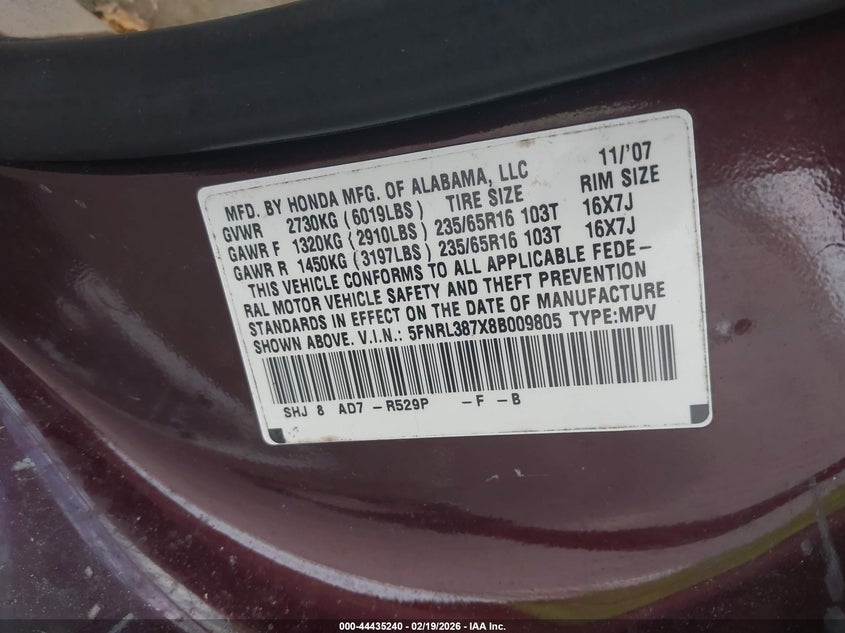 MFD. BY HONDA MFG. OF ALABAMA, LLC 11/'07
GVWR 2730KG (6019LBS) TIRE SIZE RIM SIZE
GAWR F 1320KG (2910LBS) 235/65R16 103T 16X7J
GAWR R 1450KG (3197LBS) 235/65R16 103T 16X7J
THIS VEHICLE CONFORMS TO ALL APPLICABLE FEDE-
RAL MOTOR VEHICLE SAFETY AND THEFT PREVENTION
STANDARDS IN EFFECT ON THE DATE OF MANUFACTURE
SHOWN ABOVE. V.I.N.: 5FNRL387X8B009805 TYPE:MPV
SHJ 8 AD7 -R529P -F -B
000-44435240 - 02/19/2026 - IAA Inc.